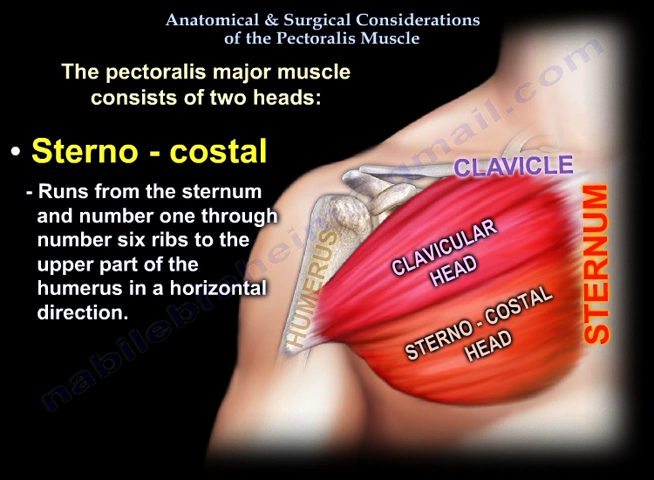 Anatomical & Surgical Considerations
of the Pectoralis Muscle
The pectoralis major muscle
consists of two heads:
• Sterno - costal
- Runs from the sternum
and number one through
number six ribs to the
upper part of the
humerus in a horizontal
direction.
CLAVICLE
CLAVICULAR
HEAD
STERNO - COSTAL
HEAD
HUMERUS
STERNUM